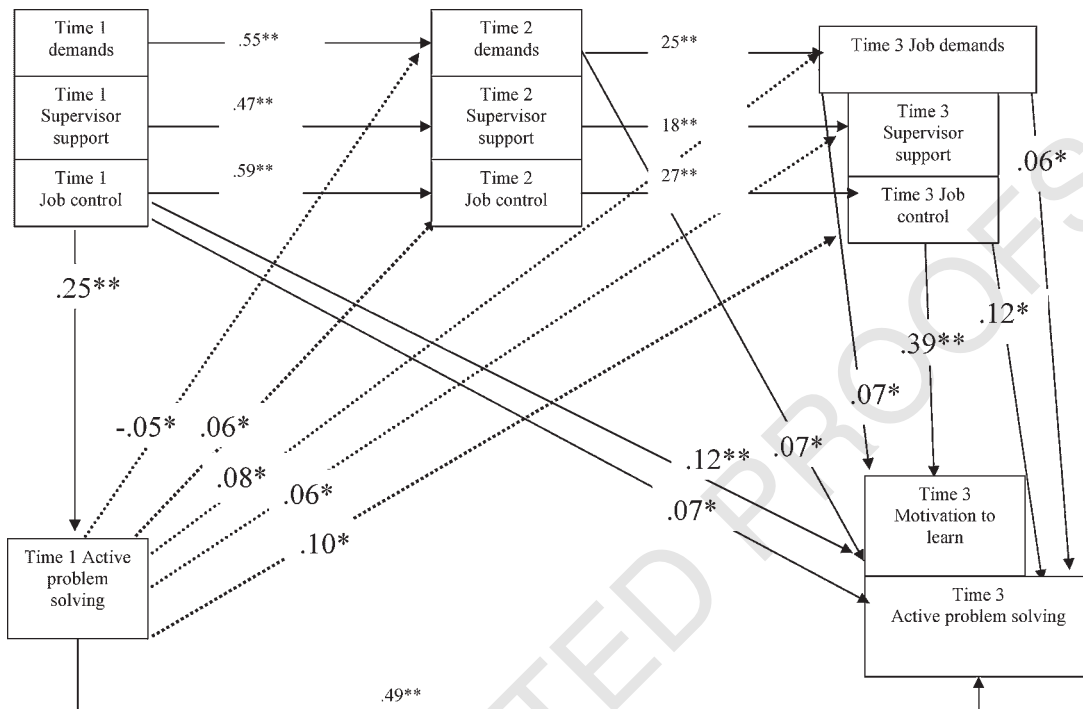 Time 1
demands
.55**
Time 2
demands
25**
Time 3 Job demands
Time 1
Supervisor
support
.47**
Time 2
Supervisor
support
18**
Time 3
Supervisor
support
.06*
Time 1
Job control
.59**
Time 2
Job control
27**
Time 3 Job
control
.25**
.12*
.39**
.07*
-.05*
.06*
.08*
.06*
.10*
.12**
.07*
.07*
Time 3
Motivation to
learn
Time 1 Active
problem
solving
Time 3
Active problem solving
.49**
TED PROOFS